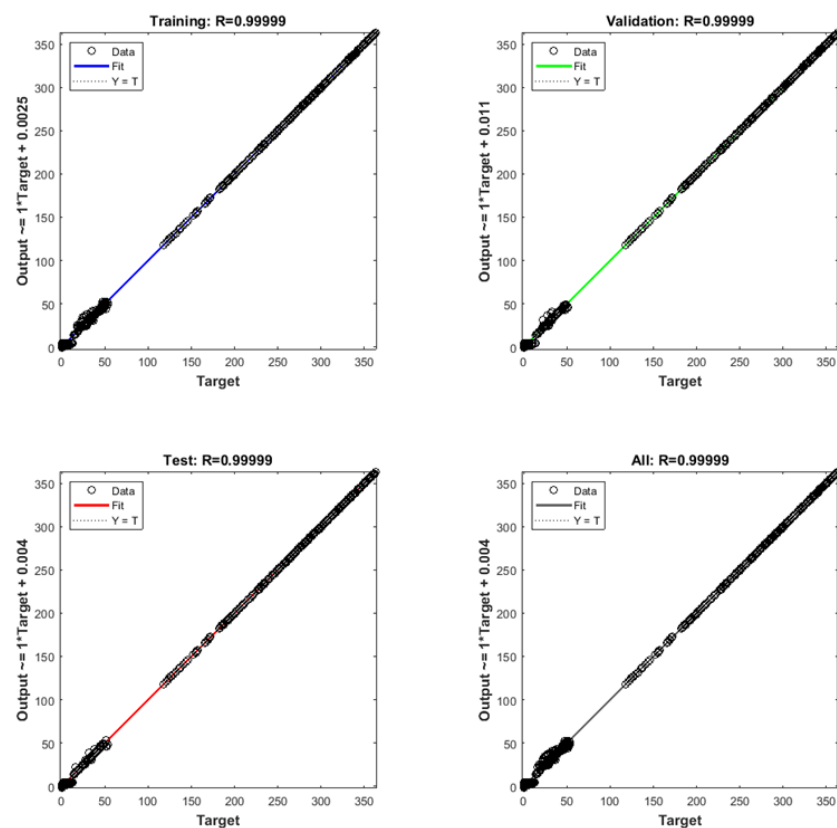 Training: R=0.99999
Data
Fit
Y = T
Output ~= 1*Target + 0.0025
350
300
250
200
150
100
50
0
0 50 100 150 200 250 300 350
Target
Validation: R=0.99999
Data
Fit
Y = T
Output ~= 1*Target + 0.011
350
300
250
200
150
100
50
0
0 50 100 150 200 250 300 350
Target
Test: R=0.99999
Data
Fit
Y = T
Output ~= 1*Target + 0.004
350
300
250
200
150
100
50
0
0 50 100 150 200 250 300 350
Target
All: R=0.99999
Data
Fit
Y = T
Output ~= 1*Target + 0.004
350
300
250
200
150
100
50
0
0 50 100 150 200 250 300 350
Target